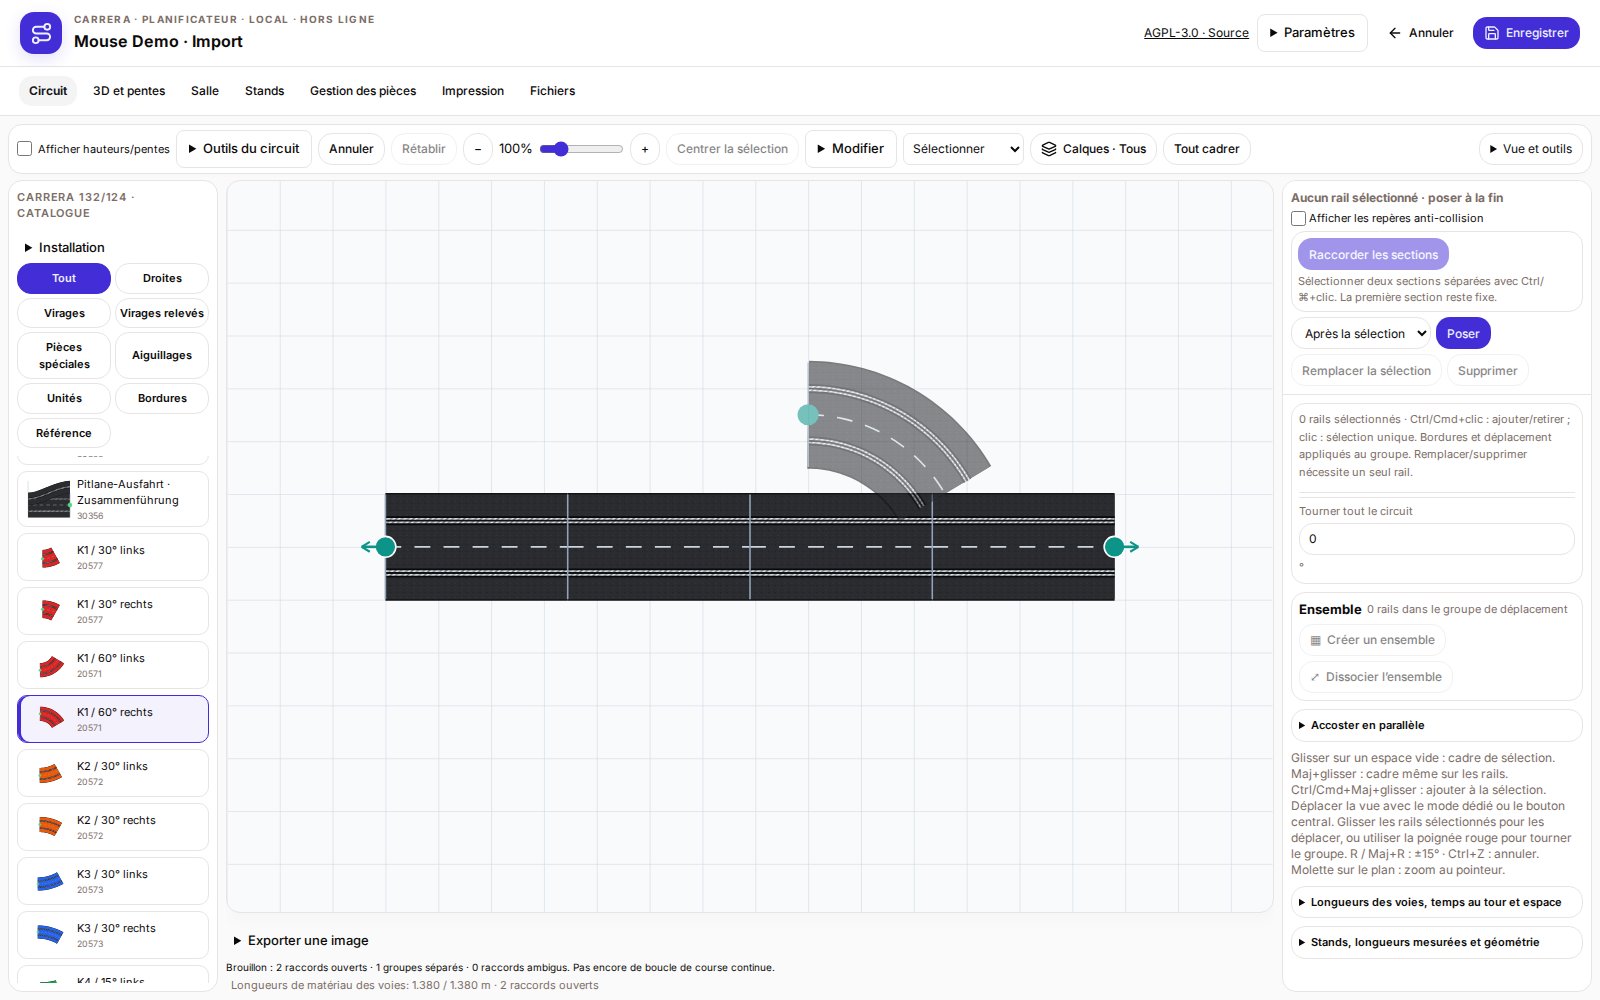 CARRERA · PLANIFICATEUR · LOCAL · HORS LIGNE
Mouse Demo · Import
AGPL-3.0 · Source
Paramètres
Annuler
Enregistrer
Circuit
3D et pentes
Salle
Stands
Gestion des pièces
Impression
Fichiers
Afficher hauteurs/pentes
Outils du circuit
Annuler
Rétablir
−
100%
+
Centrer la sélection
Modifier
Sélectionner
Calques · Tous
Tout cadrer
Vue et outils
CARRERA 132/124 ·
CATALOGUE
Installation
Tout
Droites
Virages
Virages relevés
Pièces
spéciales
Aiguillages
Unités
Bordures
Référence
Pitlane-Ausfahrt ·
Zusammenführung
30356
K1 / 30° links
20577
K1 / 30° rechts
20577
K1 / 60° links
20571
K1 / 60° rechts
20571
K2 / 30° links
20572
K2 / 30° rechts
20572
K3 / 30° links
20573
K3 / 30° rechts
20573
K4 / 15° links
Exporter une image
Brouillon : 2 raccords ouverts · 1 groupes séparés · 0 raccords ambigus. Pas encore de boucle de course continue.
Longueurs de matériau des voies: 1.380 / 1.380 m · 2 raccords ouverts
Aucun rail sélectionné · poser à la fin
Afficher les repères anti-collision
Raccorder les sections
Sélectionner deux sections séparées avec Ctrl/
⌘+clic. La première section reste fixe.
Après la sélection
Poser
Remplacer la sélection
Supprimer
0 rails sélectionnés · Ctrl/Cmd+clic : ajouter/retirer ;
clic : sélection unique. Bordures et déplacement
appliqués au groupe. Remplacer/supprimer
nécessite un seul rail.
Tourner tout le circuit
0
°
Ensemble 0 rails dans le groupe de déplacement
Créer un ensemble
Dissocier l'ensemble
Accoster en parallèle
Glisser sur un espace vide : cadre de sélection.
Maj+glisser : cadre même sur les rails.
Ctrl/Cmd+Maj+glisser : ajouter à la sélection.
Déplacer la vue avec le mode dédié ou le bouton
central. Glisser les rails sélectionnés pour les
déplacer, ou utiliser la poignée rouge pour tourner
le groupe. R / Maj+R : ±15° · Ctrl+Z : annuler.
Molette sur le plan : zoom au pointeur.
Longueurs des voies, temps au tour et espace
Stands, longueurs mesurées et géométrie